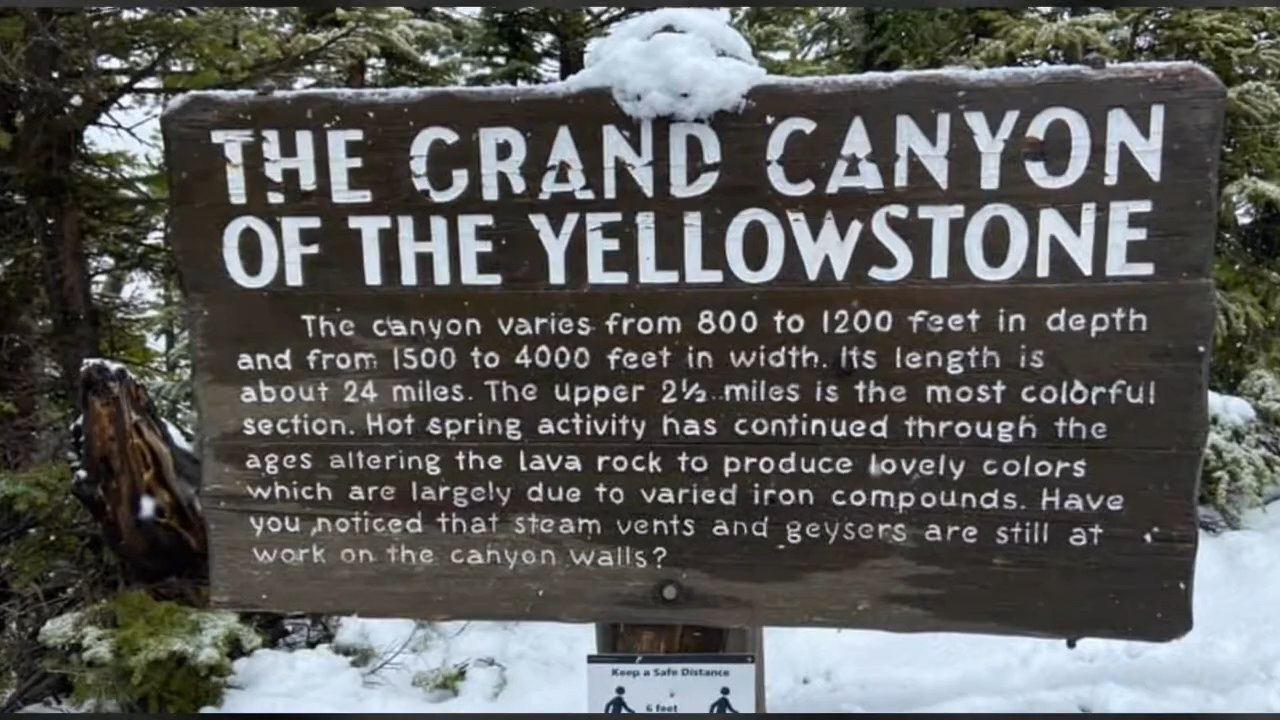 THE GRAND CANYON
OF THE YELLOWSTONE
The canyon varies from 800 to 1200 feet in depth
and from 1500 to 4000 feet in width. Its length is
about 24 miles. The upper 2½ miles is the most colorful
section. Hot spring activity has continued through the
ages altering the lava rock to produce lovely colors
which are largely due to varied iron compounds. Have
you noticed that steam vents and geysers are still at
work on the canyon walls?
Keep a Safe Distance
6 feet